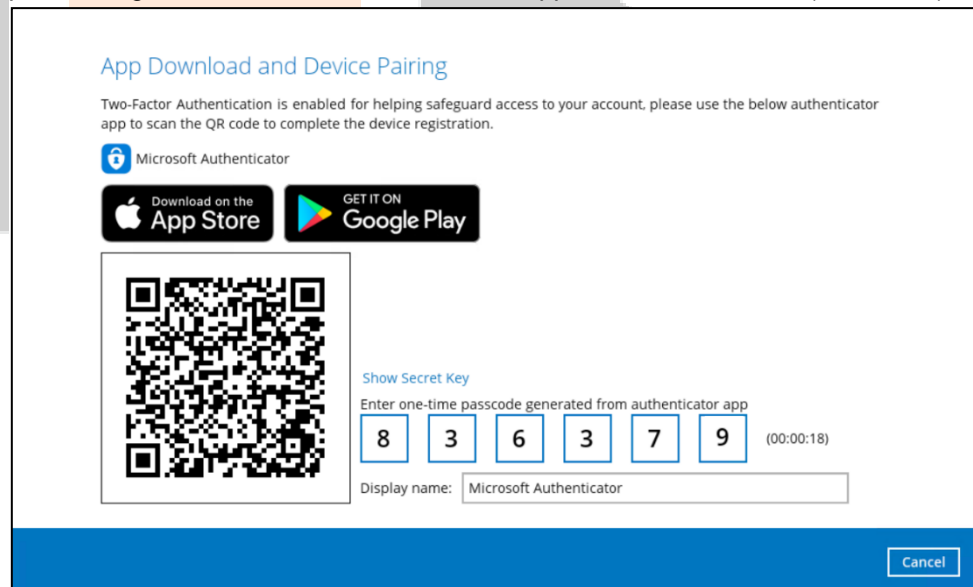 App Download and Device Pairing
Two-Factor Authentication is enabled for helping safeguard access to your account, please use the below authenticator
app to scan the QR code to complete the device registration.
Microsoft Authenticator
Download on the
App Store
GET IT ON
Google Play
Show Secret Key
Enter one-time passcode generated from authenticator app
8 3 6 3 7 9 (00:00:18)
Display name: Microsoft Authenticator
Cancel